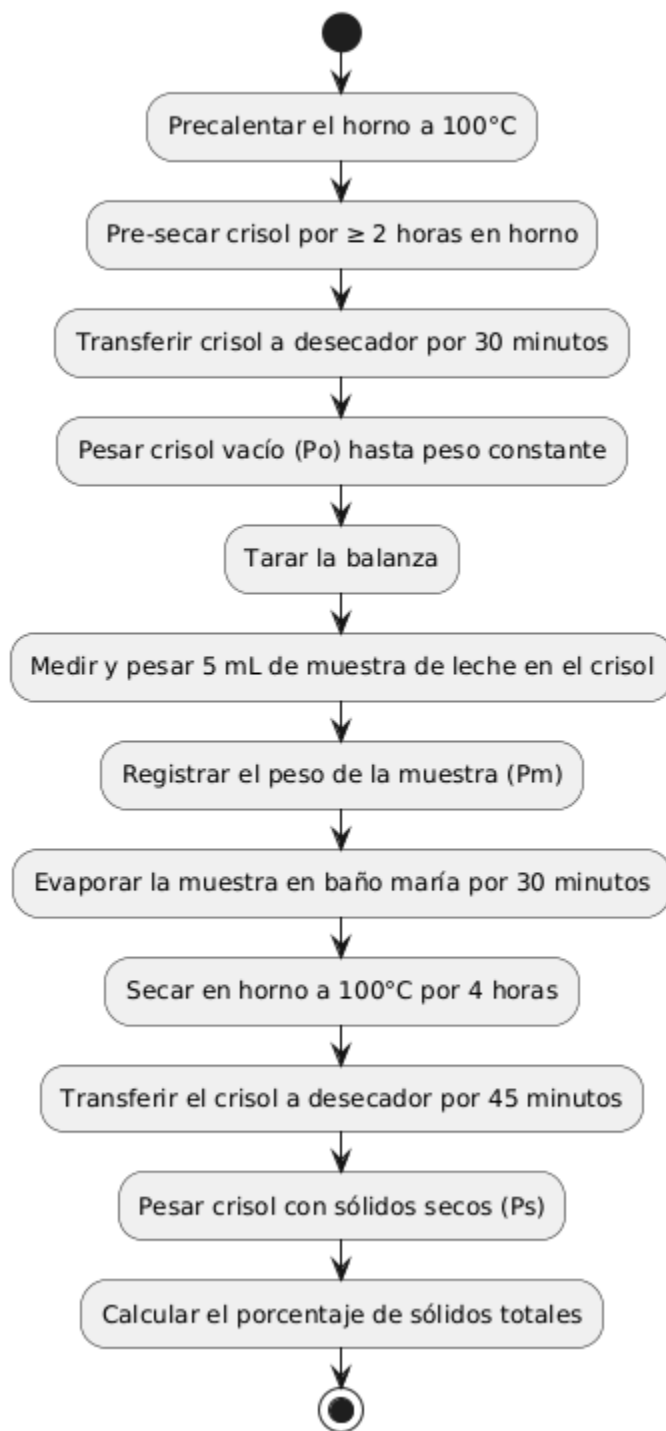 Precalentar el horno a 100°C
Pre-secar crisol por ≥ 2 horas en horno
Transferir crisol a desecador por 30 minutos
Pesar crisol vacío (Po) hasta peso constante
Tarar la balanza
Medir y pesar 5 mL de muestra de leche en el crisol
Registrar el peso de la muestra (Pm)
Evaporar la muestra en baño maría por 30 minutos
Secar en horno a 100°C por 4 horas
Transferir el crisol a desecador por 45 minutos
Pesar crisol con sólidos secos (Ps)
Calcular el porcentaje de sólidos totales